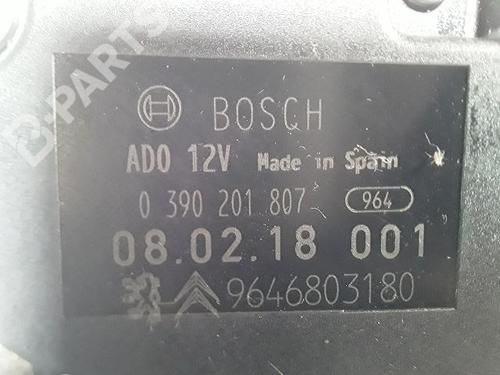 B-PARTS
BOSCH
ADO 12V Made in Spain
0 390 201 807 964
08.02.18 001
9646803180